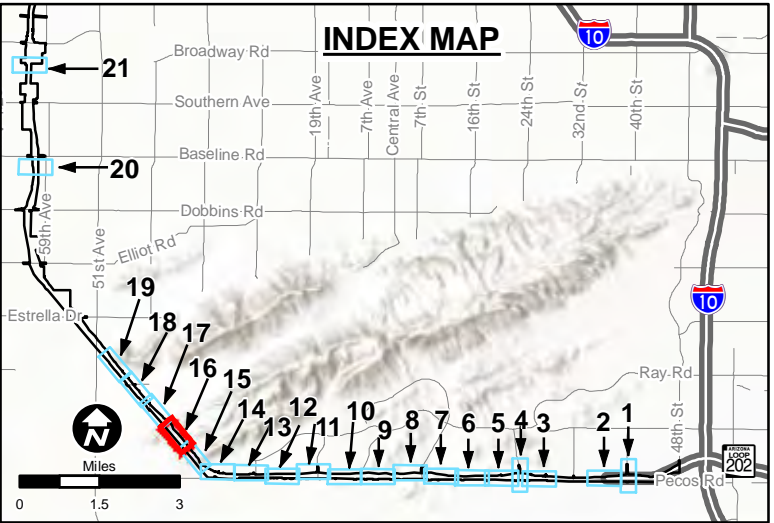 INDEX MAP
10
Broadway Rd
21
19th Ave
7th Ave
Central Ave
7th St
16th St
24th St
32nd St
40th St
Southern Ave
Baseline Rd
20
Dobbins Rd
59th Ave
51st Ave
Elliot Rd
19
Estrella Dr
18
17
16
15
14
13
12
11
10
9
8
7
6
5
4
3
2
1
10
Ray Rd
48th St
ARIZONA
LOOP
202
Pecos Rd
N
Miles
0 1.5 3